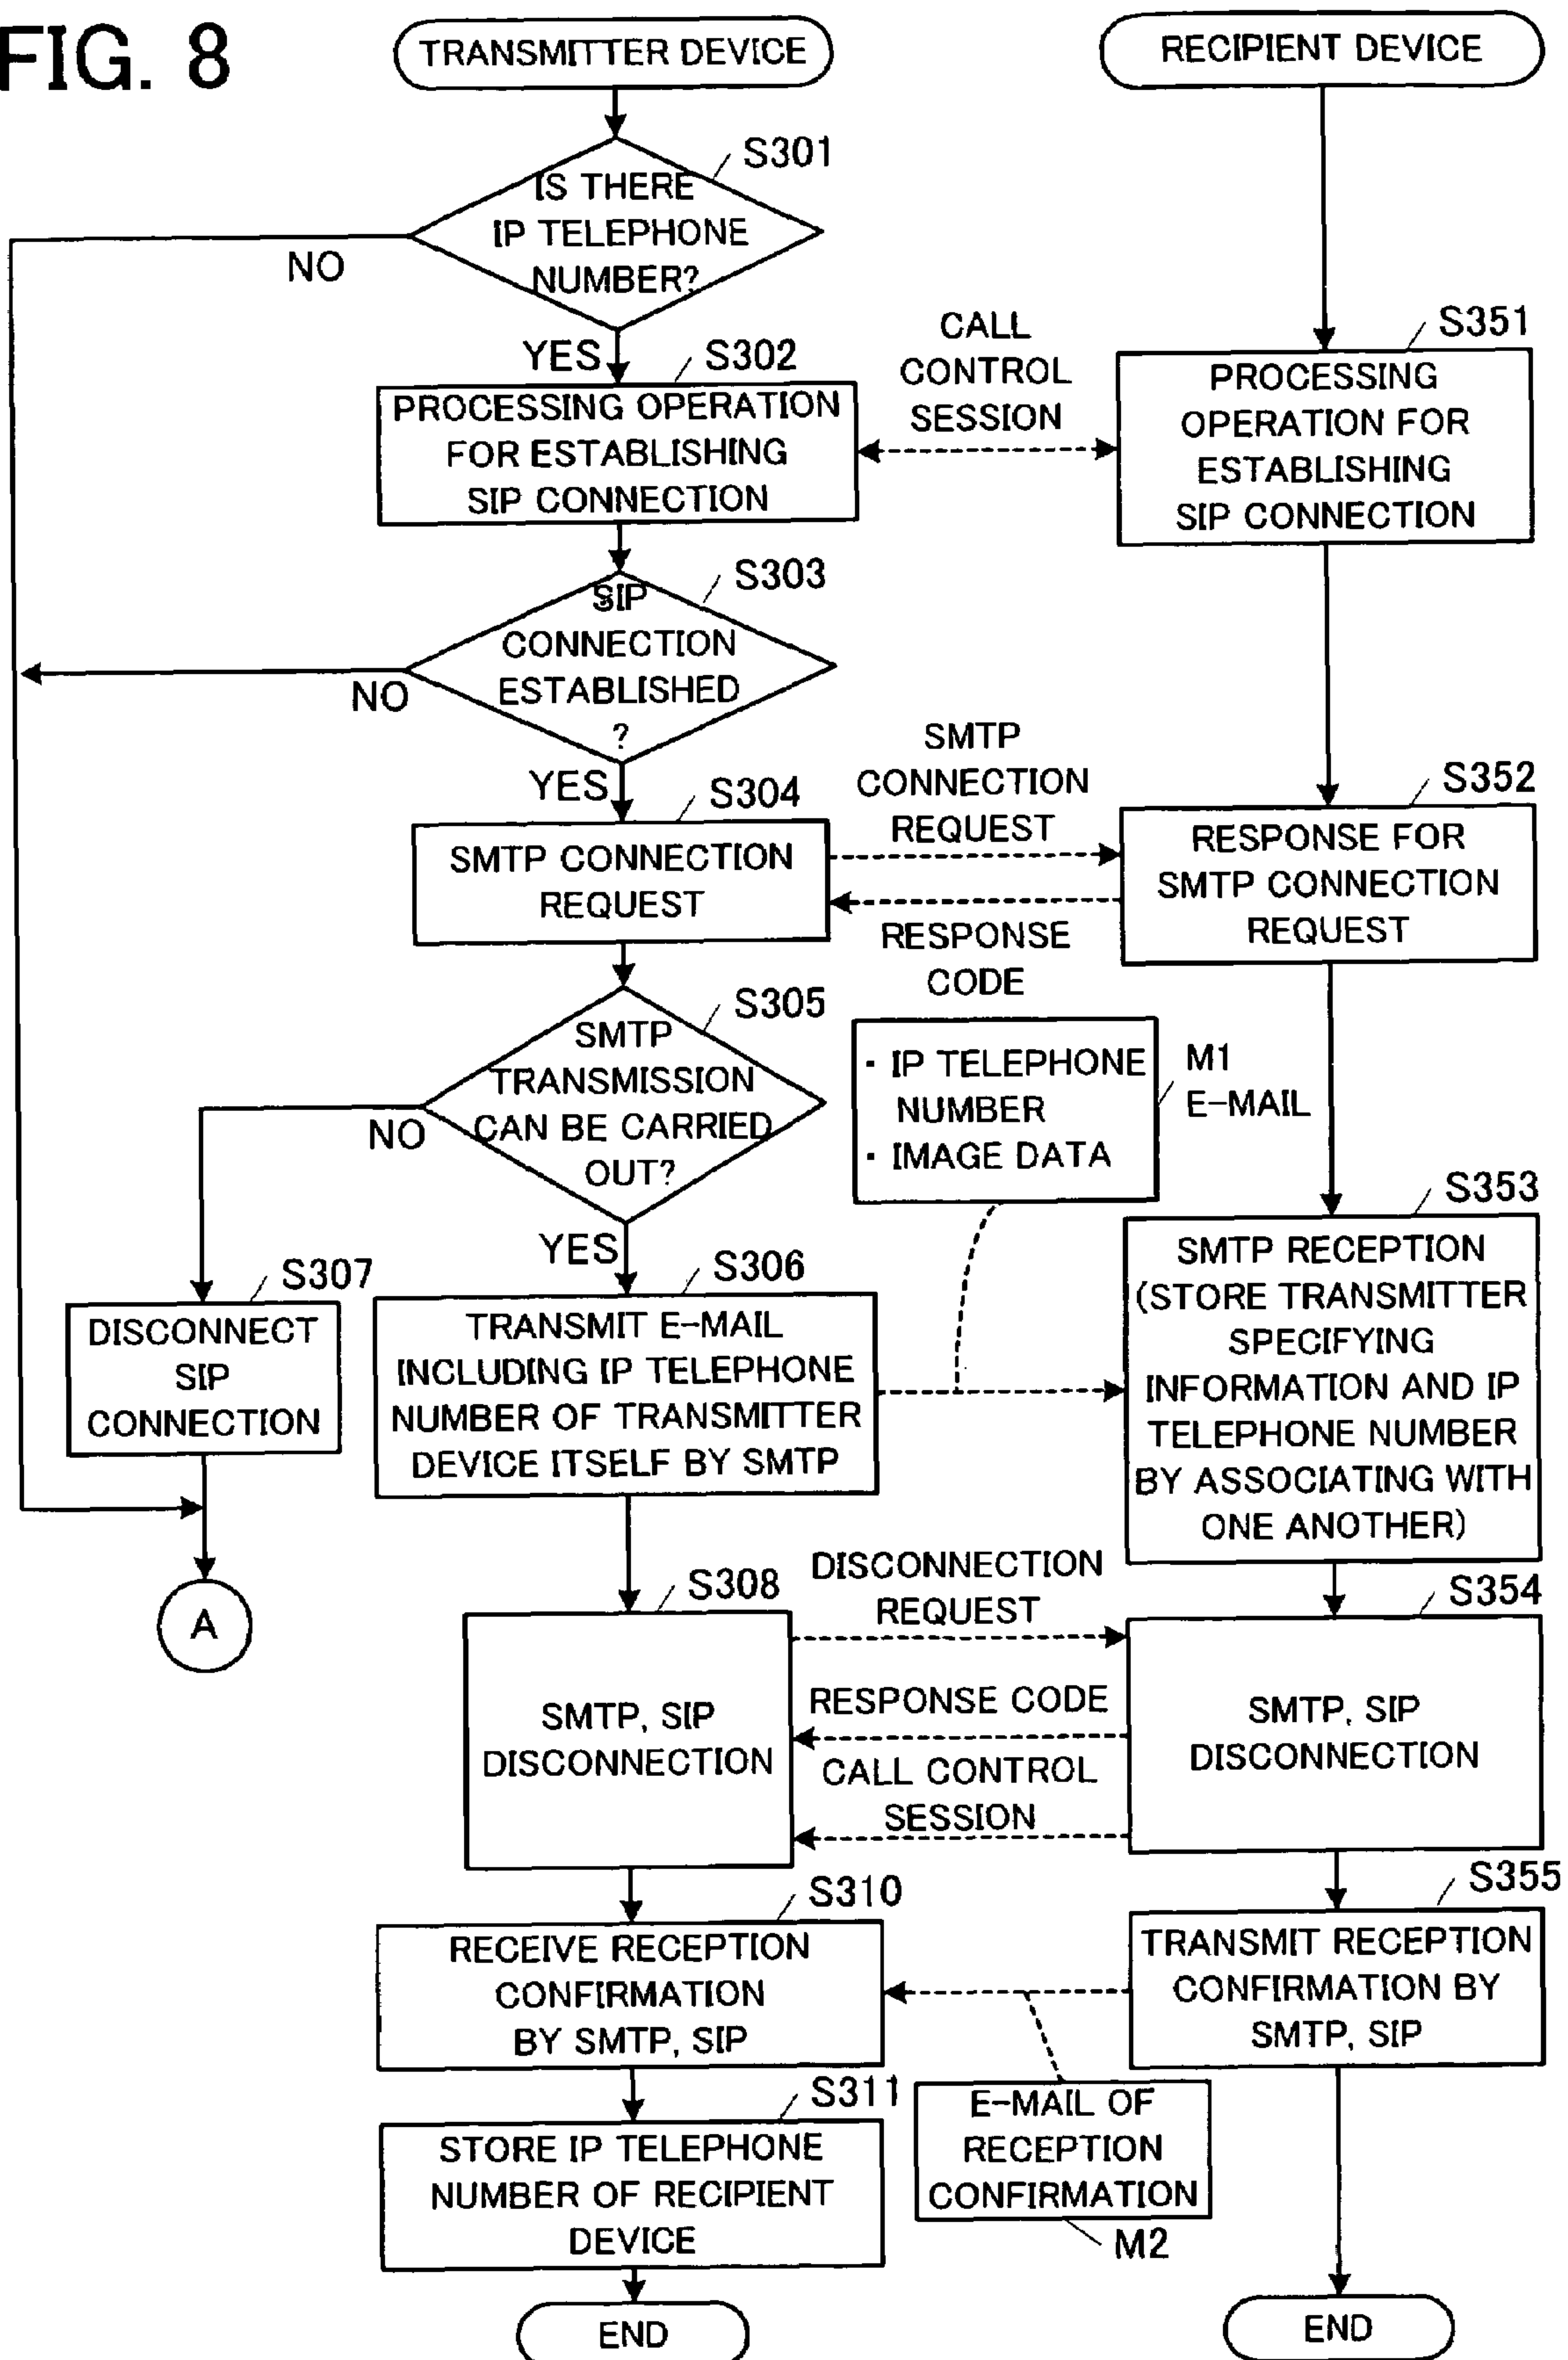 FIG. 8
TRANSMITTER DEVICE
RECIPIENT DEVICE
S301
IS THERE
IP TELEPHONE
NUMBER?
NO
YES
S302
PROCESSING OPERATION
FOR ESTABLISHING
SIP CONNECTION
CALL
CONTROL
SESSION
S351
PROCESSING
OPERATION FOR
ESTABLISHING
SIP CONNECTION
S303
SIP
CONNECTION
ESTABLISHED
?
NO
YES
S304
SMTP CONNECTION
REQUEST
SMTP
CONNECTION
REQUEST
S352
RESPONSE FOR
SMTP CONNECTION
REQUEST
RESPONSE
CODE
S305
SMTP
TRANSMISSION
CAN BE CARRIED
OUT?
NO
YES
· IP TELEPHONE
NUMBER
· IMAGE DATA
M1
E-MAIL
S307
DISCONNECT
SIP
CONNECTION
S306
TRANSMIT E-MAIL
INCLUDING IP TELEPHONE
NUMBER OF TRANSMITTER
DEVICE ITSELF BY SMTP
S353
SMTP RECEPTION
(STORE TRANSMITTER
SPECIFYING
INFORMATION AND IP
TELEPHONE NUMBER
BY ASSOCIATING WITH
ONE ANOTHER)
A
S308
SMTP, SIP
DISCONNECTION
DISCONNECTION
REQUEST
RESPONSE CODE
CALL CONTROL
SESSION
S354
SMTP, SIP
DISCONNECTION
S310
RECEIVE RECEPTION
CONFIRMATION
BY SMTP, SIP
S355
TRANSMIT RECEPTION
CONFIRMATION BY
SMTP, SIP
S311
STORE IP TELEPHONE
NUMBER OF RECIPIENT
DEVICE
E-MAIL OF
RECEPTION
CONFIRMATION
M2
END
END